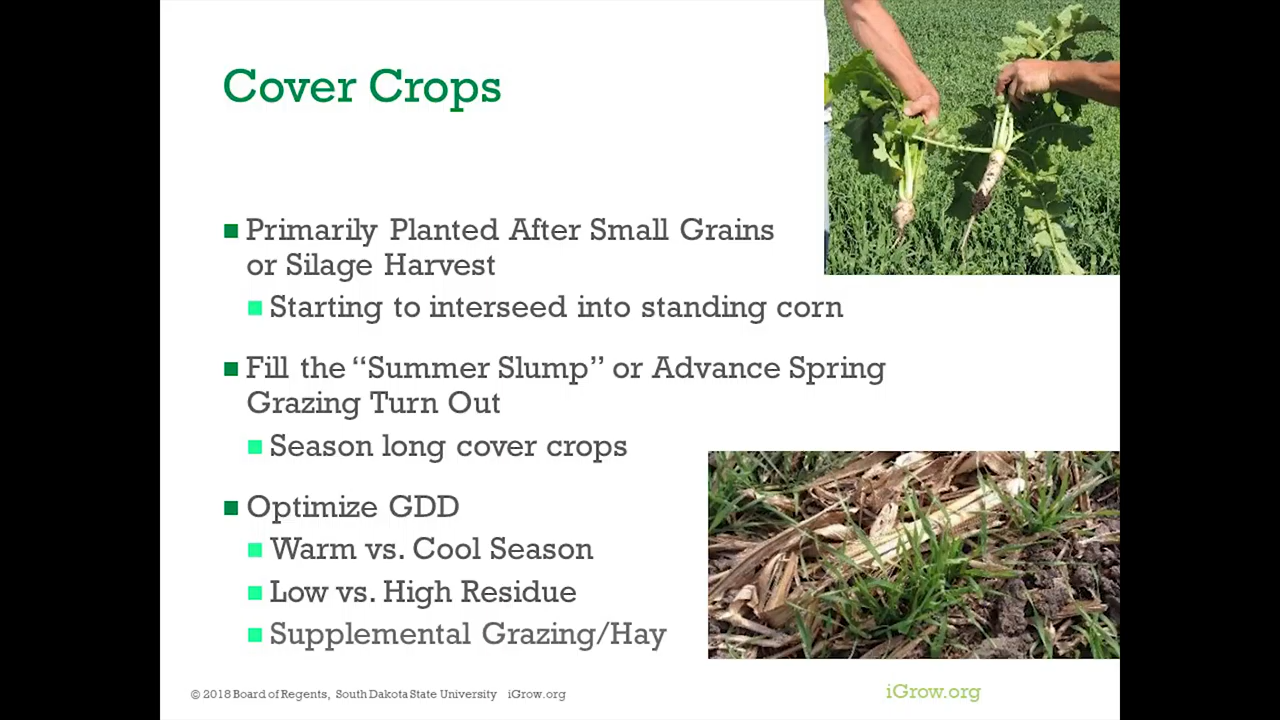 Cover Crops
Primarily Planted After Small Grains
or Silage Harvest
Starting to interseed into standing corn
Fill the “Summer Slump” or Advance Spring
Grazing Turn Out
Season long cover crops
Optimize GDD
Warm vs. Cool Season
Low vs. High Residue
Supplemental Grazing/Hay
© 2018 Board of Regents, South Dakota State University iGrow.org
iGrow.org